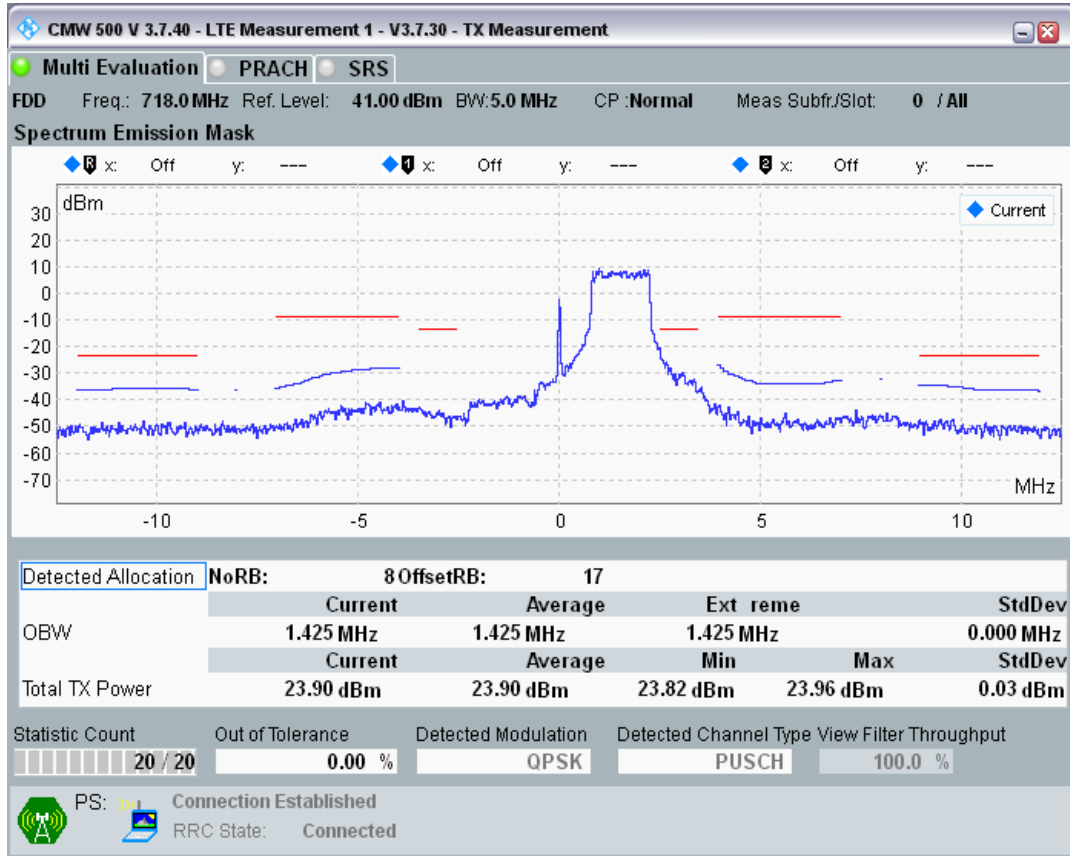 CMW 500 V 3.7.40 - LTE Measurement 1 - V3.7.30 - TX Measurement
Multi Evaluation PRACH SRS
FDD Freq.: 718.0 MHz Ref. Level: 41.00 dBm BW: 5.0 MHz CP : Normal Meas Subfr./Slot: 0 / All
Spectrum Emission Mask
R x: Off y: --- 1 x: Off y: --- 2 x: Off y: ---
dBm
Current
30
20
10
0
-10
-20
-30
-40
-50
-60
-70
MHz
-10 -5 0 5 10
Detected Allocation NoRB: 8 OffsetRB: 17
Current Average Ext reme StdDev
OBW 1.425 MHz 1.425 MHz 1.425 MHz 0.000 MHz
Current Average Min Max StdDev
Total TX Power 23.90 dBm 23.90 dBm 23.82 dBm 23.96 dBm 0.03 dBm
Statistic Count Out of Tolerance Detected Modulation Detected Channel Type View Filter Throughput
20 / 20 0.00 % QPSK PUSCH 100.0 %
PS: Connection Established
RRC State: Connected